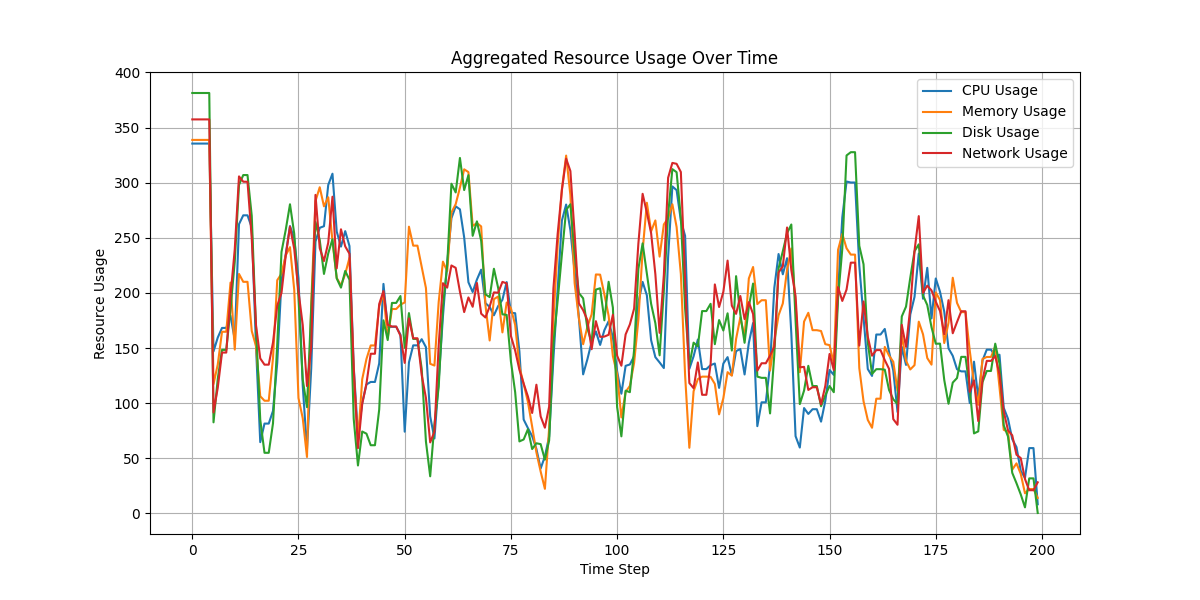 Aggregated Resource Usage Over Time
Resource Usage
400
350
300
250
200
150
100
50
0
CPU Usage
Memory Usage
Disk Usage
Network Usage
0 25 50 75 100 125 150 175 200
Time Step